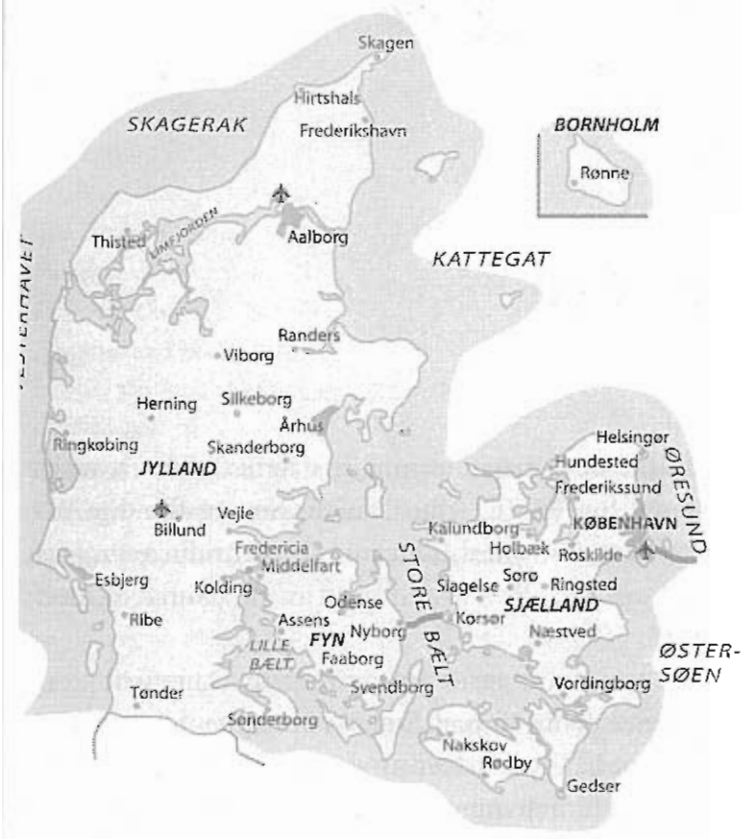 Skagen
Hirtshals
SKAGERAK
Frederikshavn
BORNHOLM
Rønne
LIMFJORDEN
Thisted
Aalborg
KATTEGAT
Randers
Viborg
Silkeborg
Herning
Århus
Ringkøbing
Skanderborg
JYLLAND
Helsingør
Hundested
Frederikssund
ØRESUND
Vejle
Billund
KØBENHAVN
Kalundborg
Holbæk
Roskilde
Fredericia
Middelfart
Esbjerg
Kolding
STORE BÆLT
Slagelse
Sorø
Ringsted
Odense
SJÆLLAND
Ribe
Assens
Nyborg
Korsør
FYN
Næstved
LILLE
BÆLT
Faaborg
ØSTER-
SØEN
Svendborg
Vordingborg
Tønder
Sønderborg
Nakskov
Rødby
Gedser